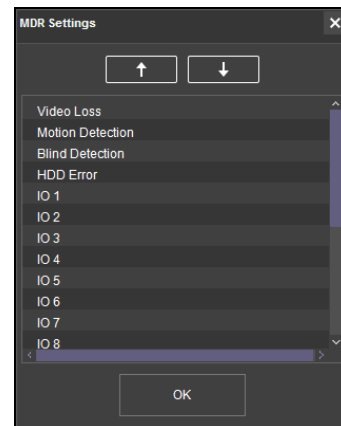 MDR Settings
Video Loss
Motion Detection
Blind Detection
HDD Error
IO 1
IO 2
IO 3
IO 4
IO 5
IO 6
IO 7
IO 8
OK